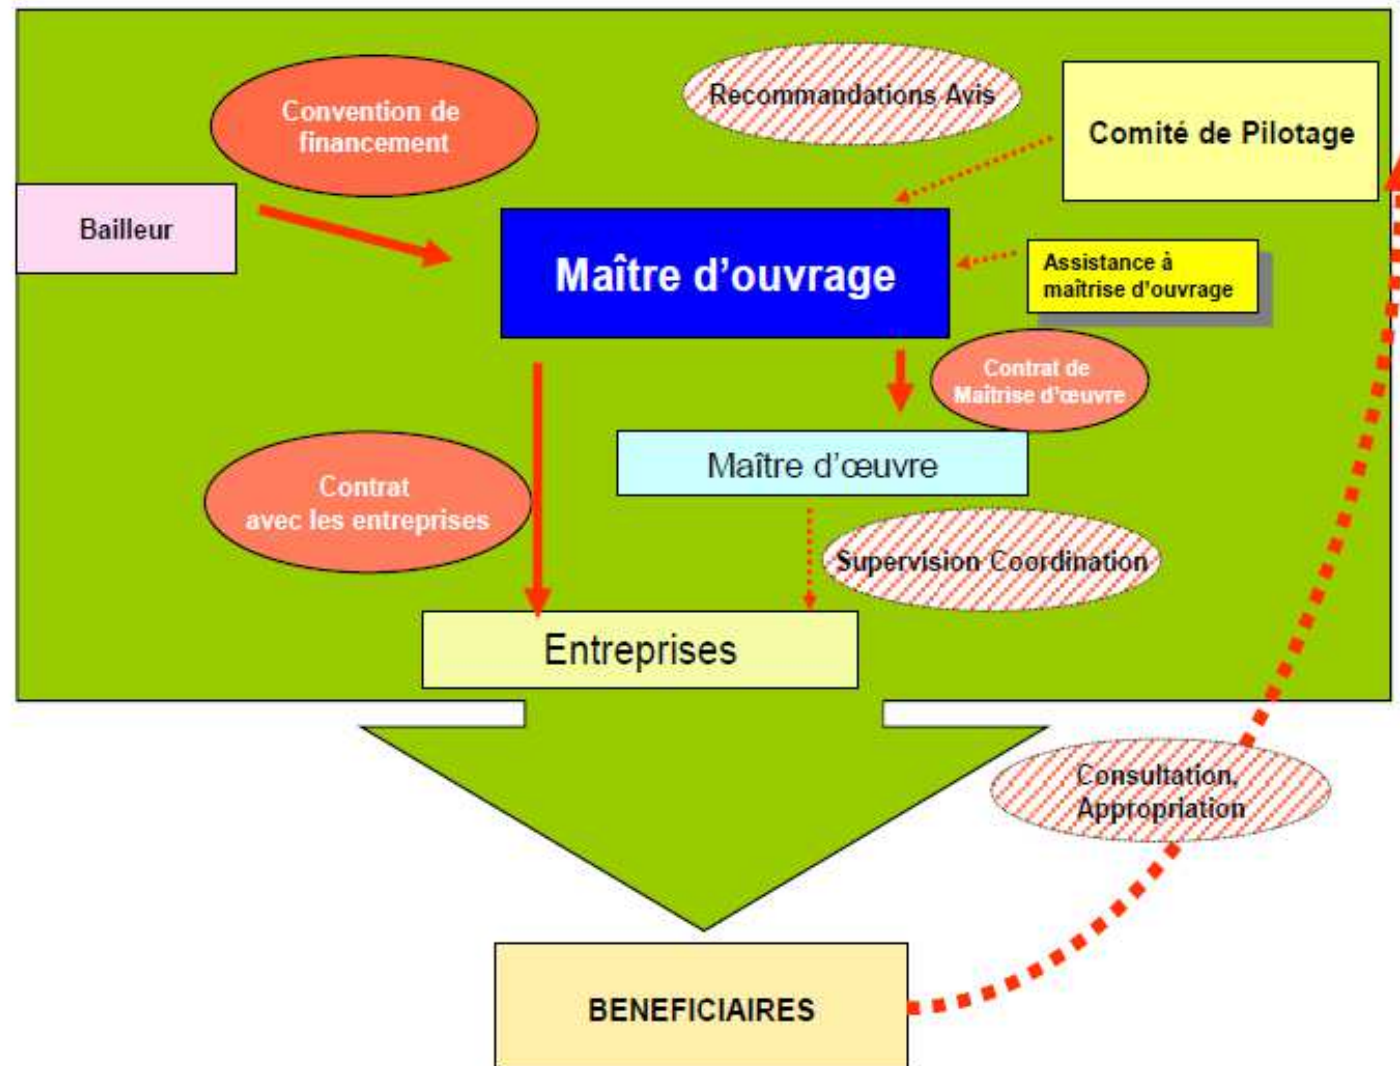 Convention de
financement
Recommandations Avis
Comité de Pilotage
Bailleur
Maître d’ouvrage
Assistance à
maîtrise d’ouvrage
Contrat de
Maîtrise d’œuvre
Maître d’œuvre
Contrat
avec les entreprises
Supervision Coordination
Entreprises
Consultation,
Appropriation
BENEFICIAIRES